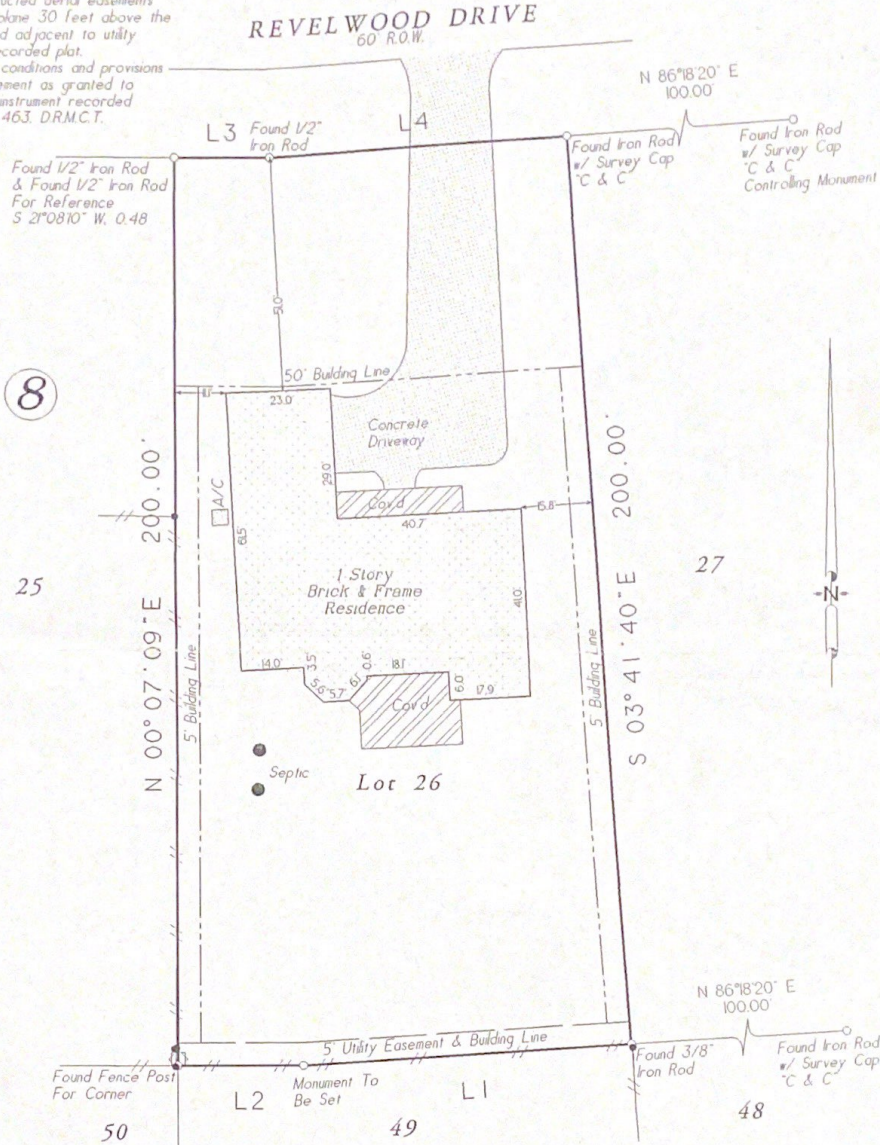 plane 30 feet above the
d adjacent to utility
corded plat.
conditions and provisions
ement as granted to
instrument recorded
463. D.R.M.C.T.
REVELWOOD DRIVE
60' R.O.W.
N 86°18'20" E
100.00'
L3
Found 1/2"
Iron Rod
L4
Found Iron Rod
w/ Survey Cap
"C & C"
Found Iron Rod
w/ Survey Cap
"C & C"
Controlling Monument
Found 1/2" Iron Rod
& Found 1/2" Iron Rod
For Reference
S 21°08'10" W, 0.48
51.0'
8
50' Building Line
23.0'
Concrete
Driveway
29.0'
Cov'd
40.7'
15.8'
A/C
61.5'
N 00°07'09"E 200.00'
S 03°41'40"E 200.00'
25
27
1 Story
Brick & Frame
Residence
41.0'
N
14.0'
3.5'
5.6'
5.7'
6.1'
0.6'
18.1'
6.0'
17.9'
Cov'd
5' Building Line
5' Building Line
Septic
Lot 26
N 86°18'20" E
100.00'
5' Utility Easement & Building Line
Found Fence Post
For Corner
Monument To
Be Set
Found 3/8"
Iron Rod
Found Iron Rod
w/ Survey Cap
"C & C"
L2
L1
50
49
48